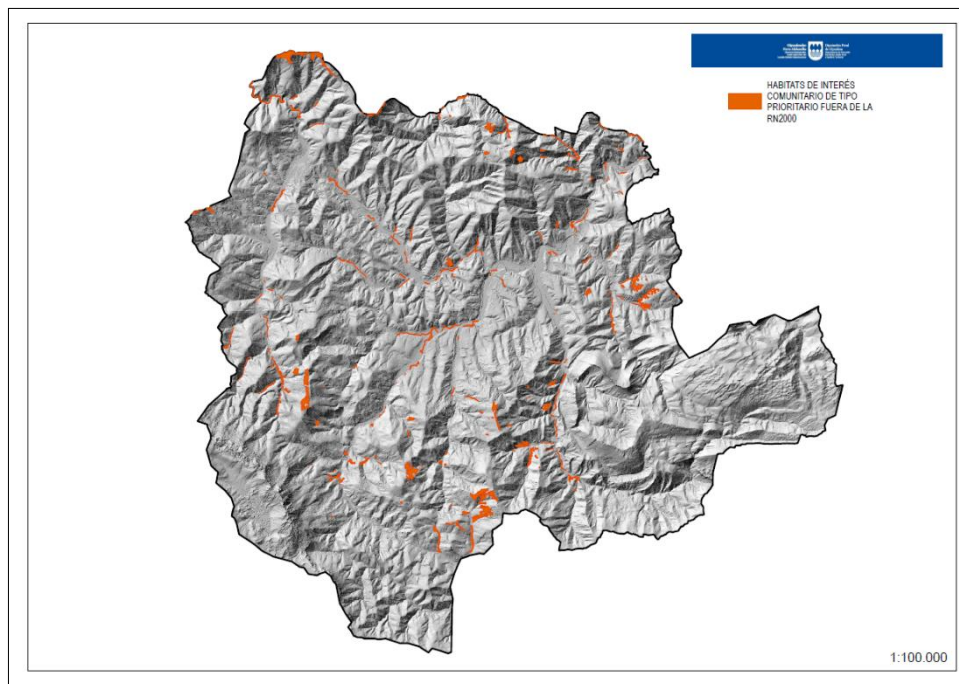 HABITATS DE INTERÉS
COMUNITARIO DE TIPO
PRIORITARIO FUERA DE LA
RN2000
1:100.000